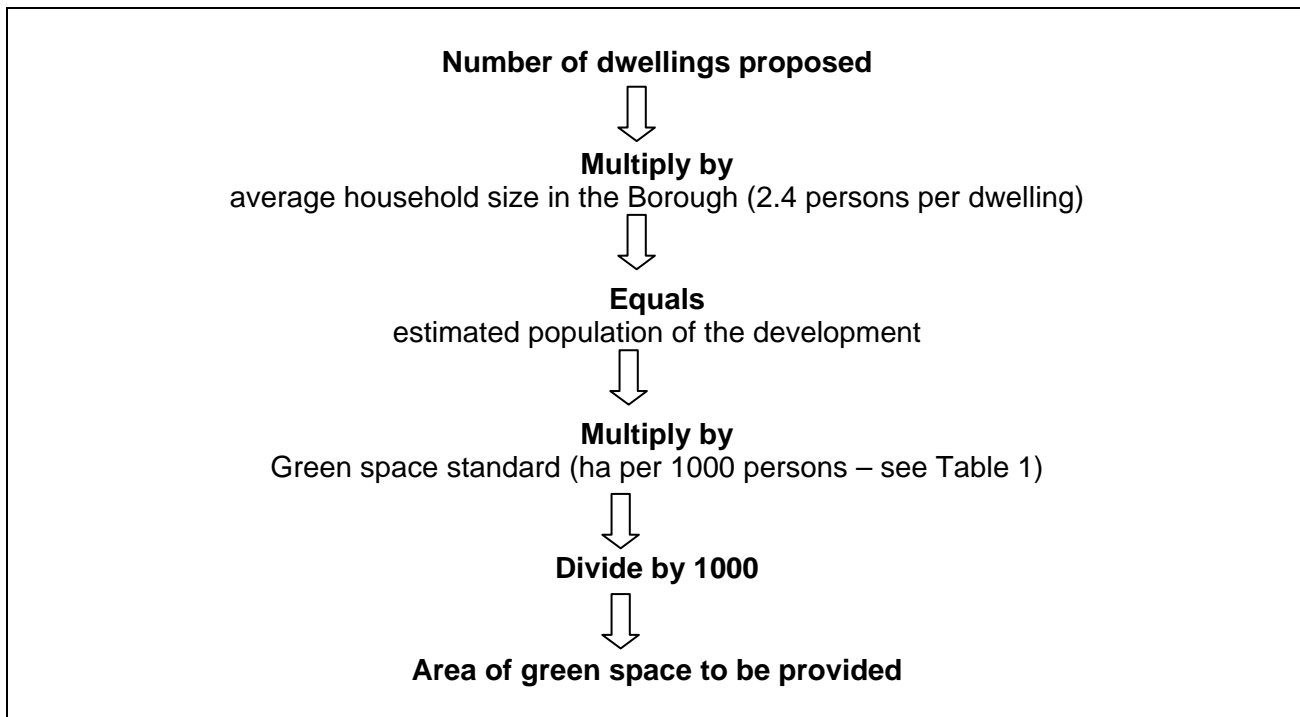 Number of dwellings proposed
Multiply by
average household size in the Borough (2.4 persons per dwelling)
Equals
estimated population of the development
Multiply by
Green space standard (ha per 1000 persons – see Table 1)
Divide by 1000
Area of green space to be provided